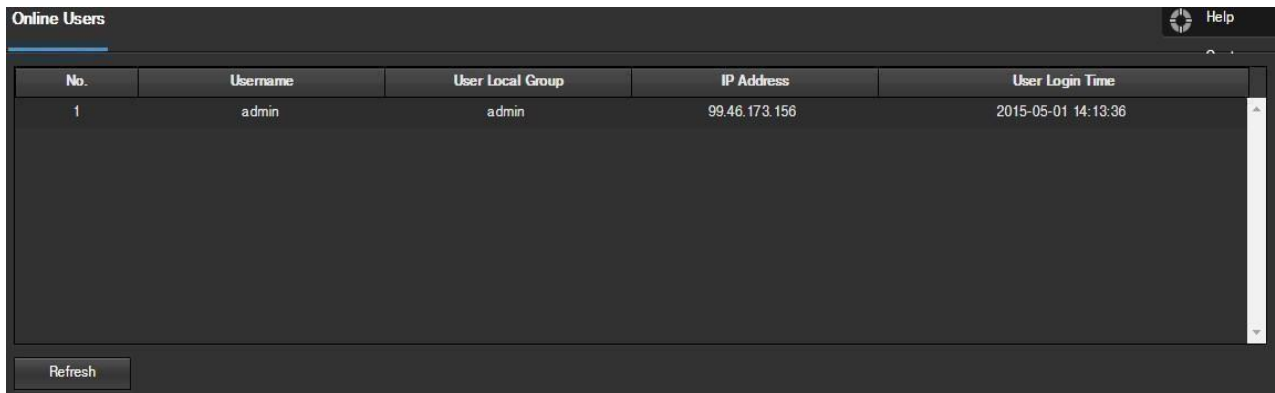 Online Users
Help
No. Username User Local Group IP Address User Login Time
1 admin admin 99.46.173.156 2015-05-01 14:13:36
Refresh